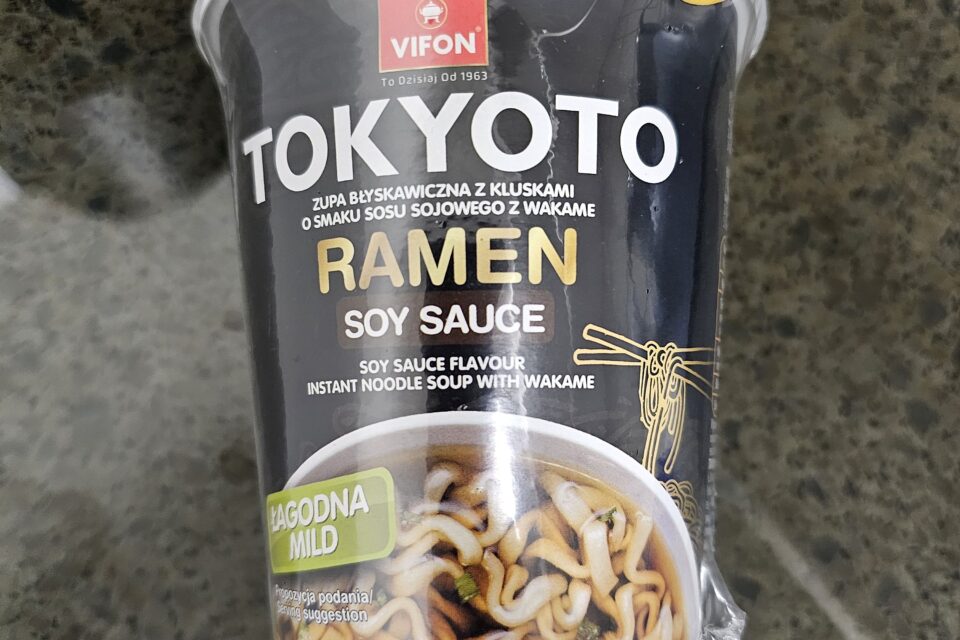 VIFON
To Dzisiaj Od 1963
TOKYOTO
ZUPA BŁYSKAWICZNA Z KLUSKAMI
O SMAKU SOSU SOJOWEGO Z WAKAME
RAMEN
SOY SAUCE
SOY SAUCE FLAVOUR
INSTANT NOODLE SOUP WITH WAKAME
ŁAGODNA
MILD
Propozycja podania/
Serving suggestion